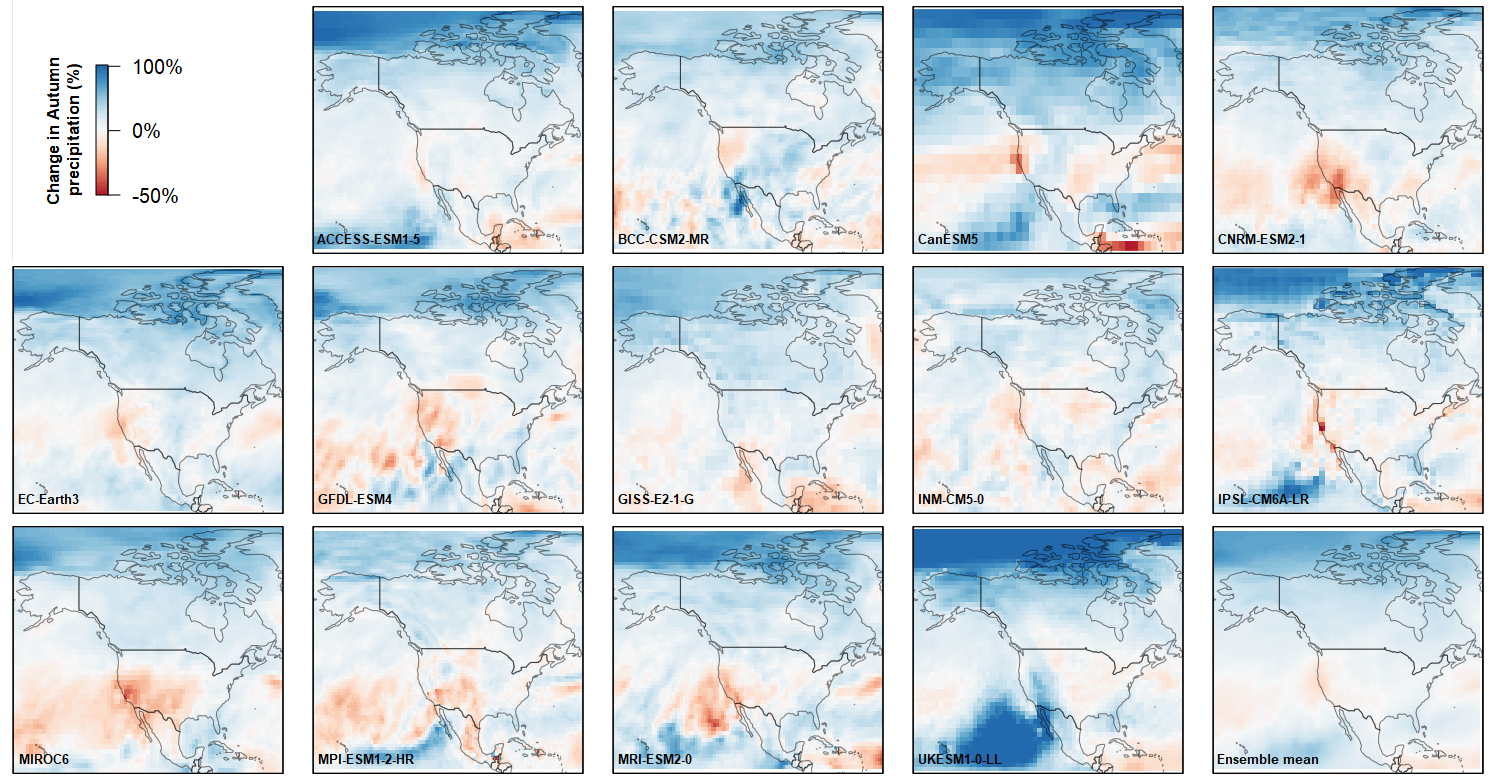 Change in Autumn
precipitation (%)
100%
0%
-50%
ACCESS-ESM1-5
BCC-CSM2-MR
CanESM5
CNRM-ESM2-1
EC-Earth3
GFDL-ESM4
GISS-E2-1-G
INM-CM5-0
IPSL-CM6A-LR
MIROC6
MPI-ESM1-2-HR
MRI-ESM2-0
UKESM1-0-LL
Ensemble mean